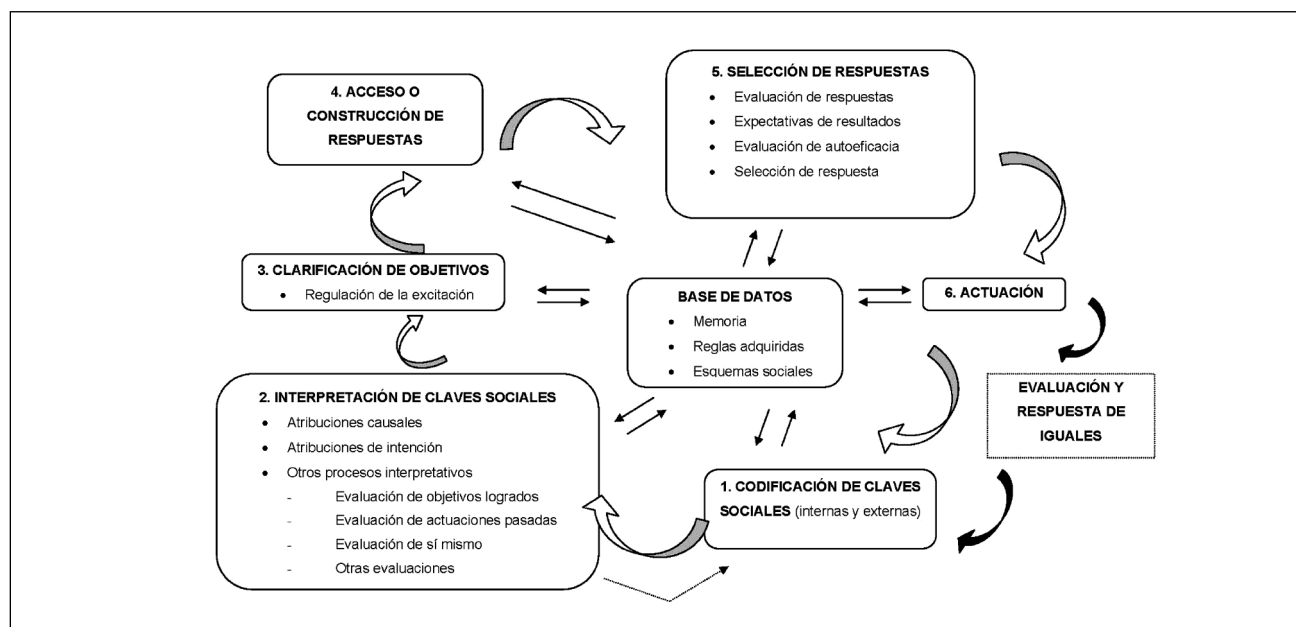 4. ACCESO O
CONSTRUCCIÓN DE
RESPUESTAS
5. SELECCIÓN DE RESPUESTAS
• Evaluación de respuestas
• Expectativas de resultados
• Evaluación de autoeficacia
• Selección de respuesta
3. CLARIFICACIÓN DE OBJETIVOS
• Regulación de la excitación
BASE DE DATOS
• Memoria
• Reglas adquiridas
• Esquemas sociales
6. ACTUACIÓN
2. INTERPRETACIÓN DE CLAVES SOCIALES
• Atribuciones causales
• Atribuciones de intención
• Otros procesos interpretativos
- Evaluación de objetivos logrados
- Evaluación de actuaciones pasadas
- Evaluación de sí mismo
- Otras evaluaciones
EVALUACIÓN Y
RESPUESTA DE
IGUALES
1. CODIFICACIÓN DE CLAVES
SOCIALES (internas y externas)